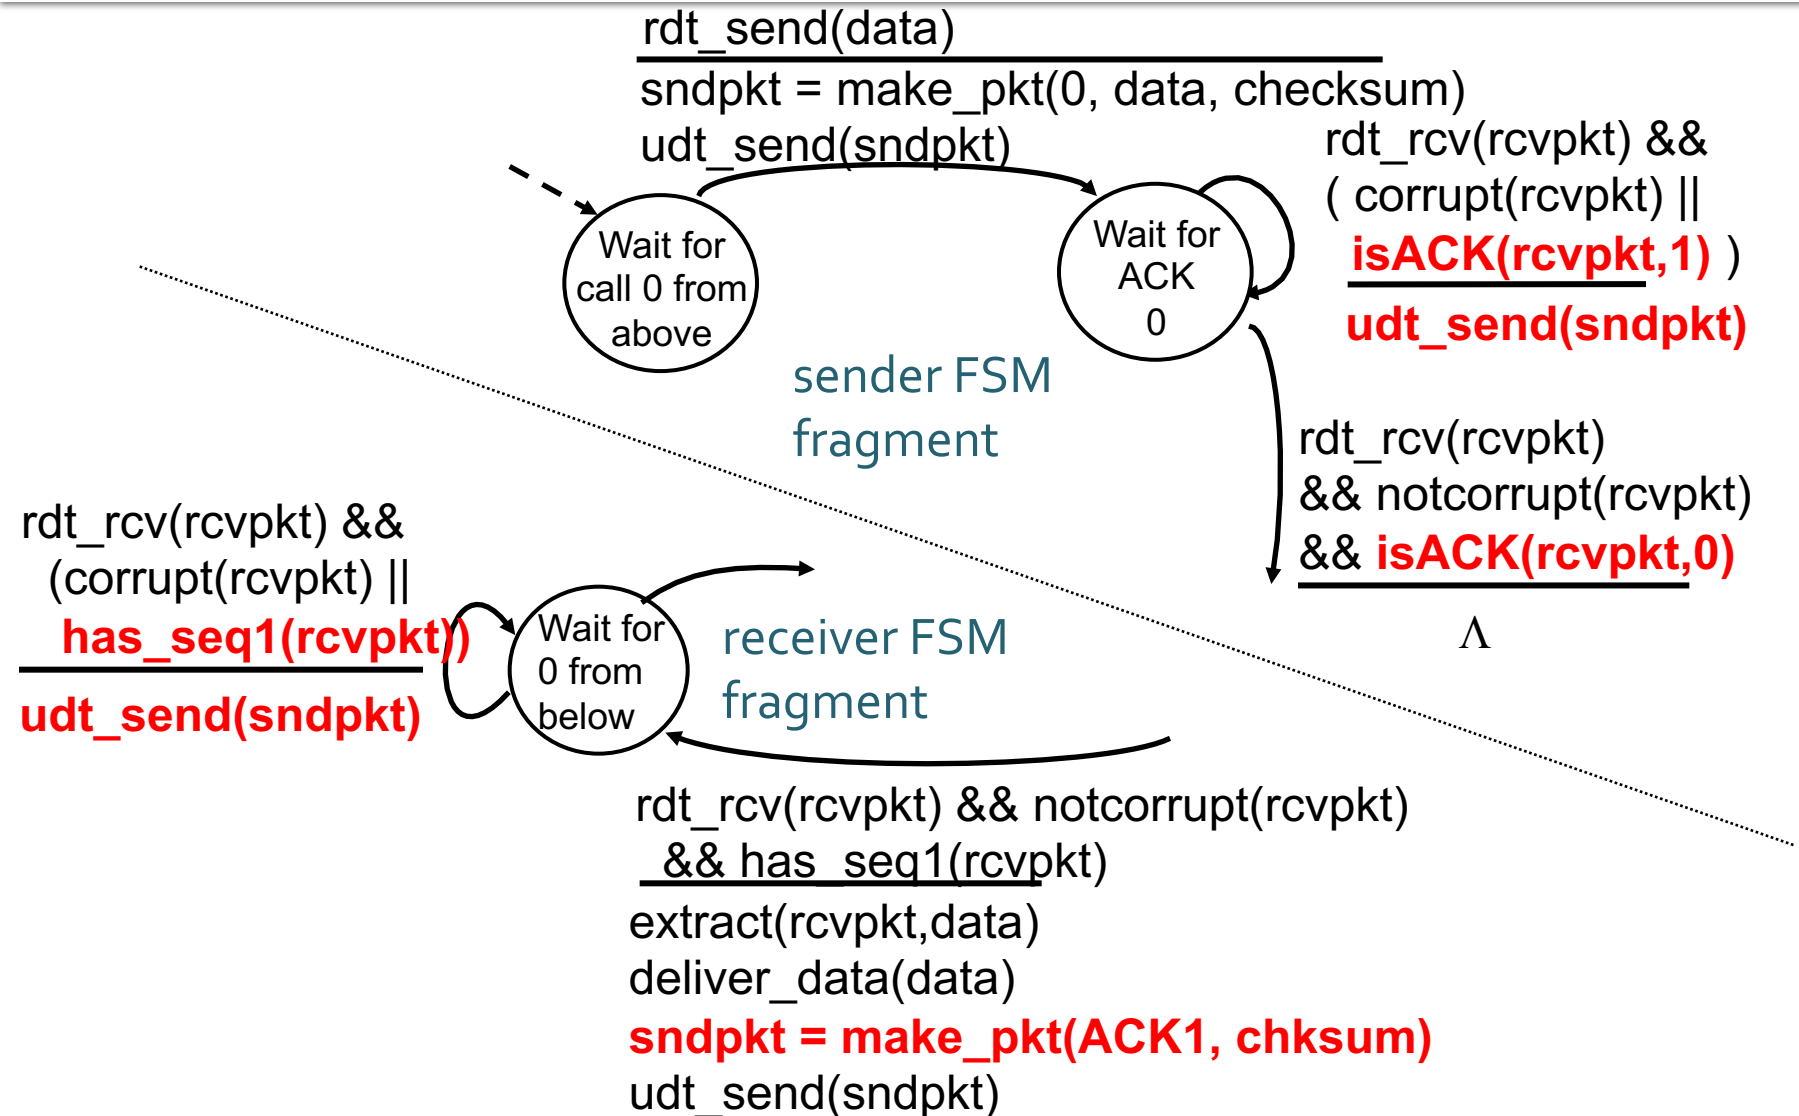 rdt_send(data)
sndpkt = make_pkt(0, data, checksum)
udt_send(sndpkt)
rdt_rcv(rcvpkt) &&
( corrupt(rcvpkt) ||
isACK(rcvpkt,1) )
udt_send(sndpkt)
Wait for
call 0 from
above
Wait for
ACK
0
sender FSM
fragment
rdt_rcv(rcvpkt)
&& notcorrupt(rcvpkt)
&& isACK(rcvpkt,0)
Λ
rdt_rcv(rcvpkt) &&
(corrupt(rcvpkt) ||
has_seq1(rcvpkt))
udt_send(sndpkt)
Wait for
0 from
below
receiver FSM
fragment
rdt_rcv(rcvpkt) && notcorrupt(rcvpkt)
&& has_seq1(rcvpkt)
extract(rcvpkt,data)
deliver_data(data)
sndpkt = make_pkt(ACK1, chksum)
udt_send(sndpkt)